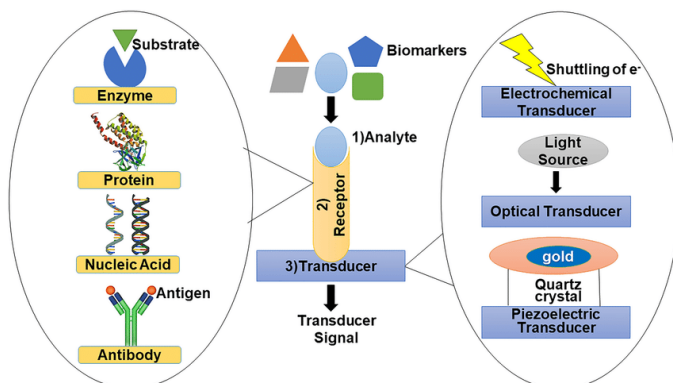 Substrate
Enzyme
Protein
Nucleic Acid
Antigen
Antibody
Biomarkers
1)Analyte
2)
Receptor
3)Transducer
Transducer
Signal
Shuttling of e-
Electrochemical
Transducer
Light
Source
Optical Transducer
gold
Quartz
crystal
Piezoelectric
Transducer